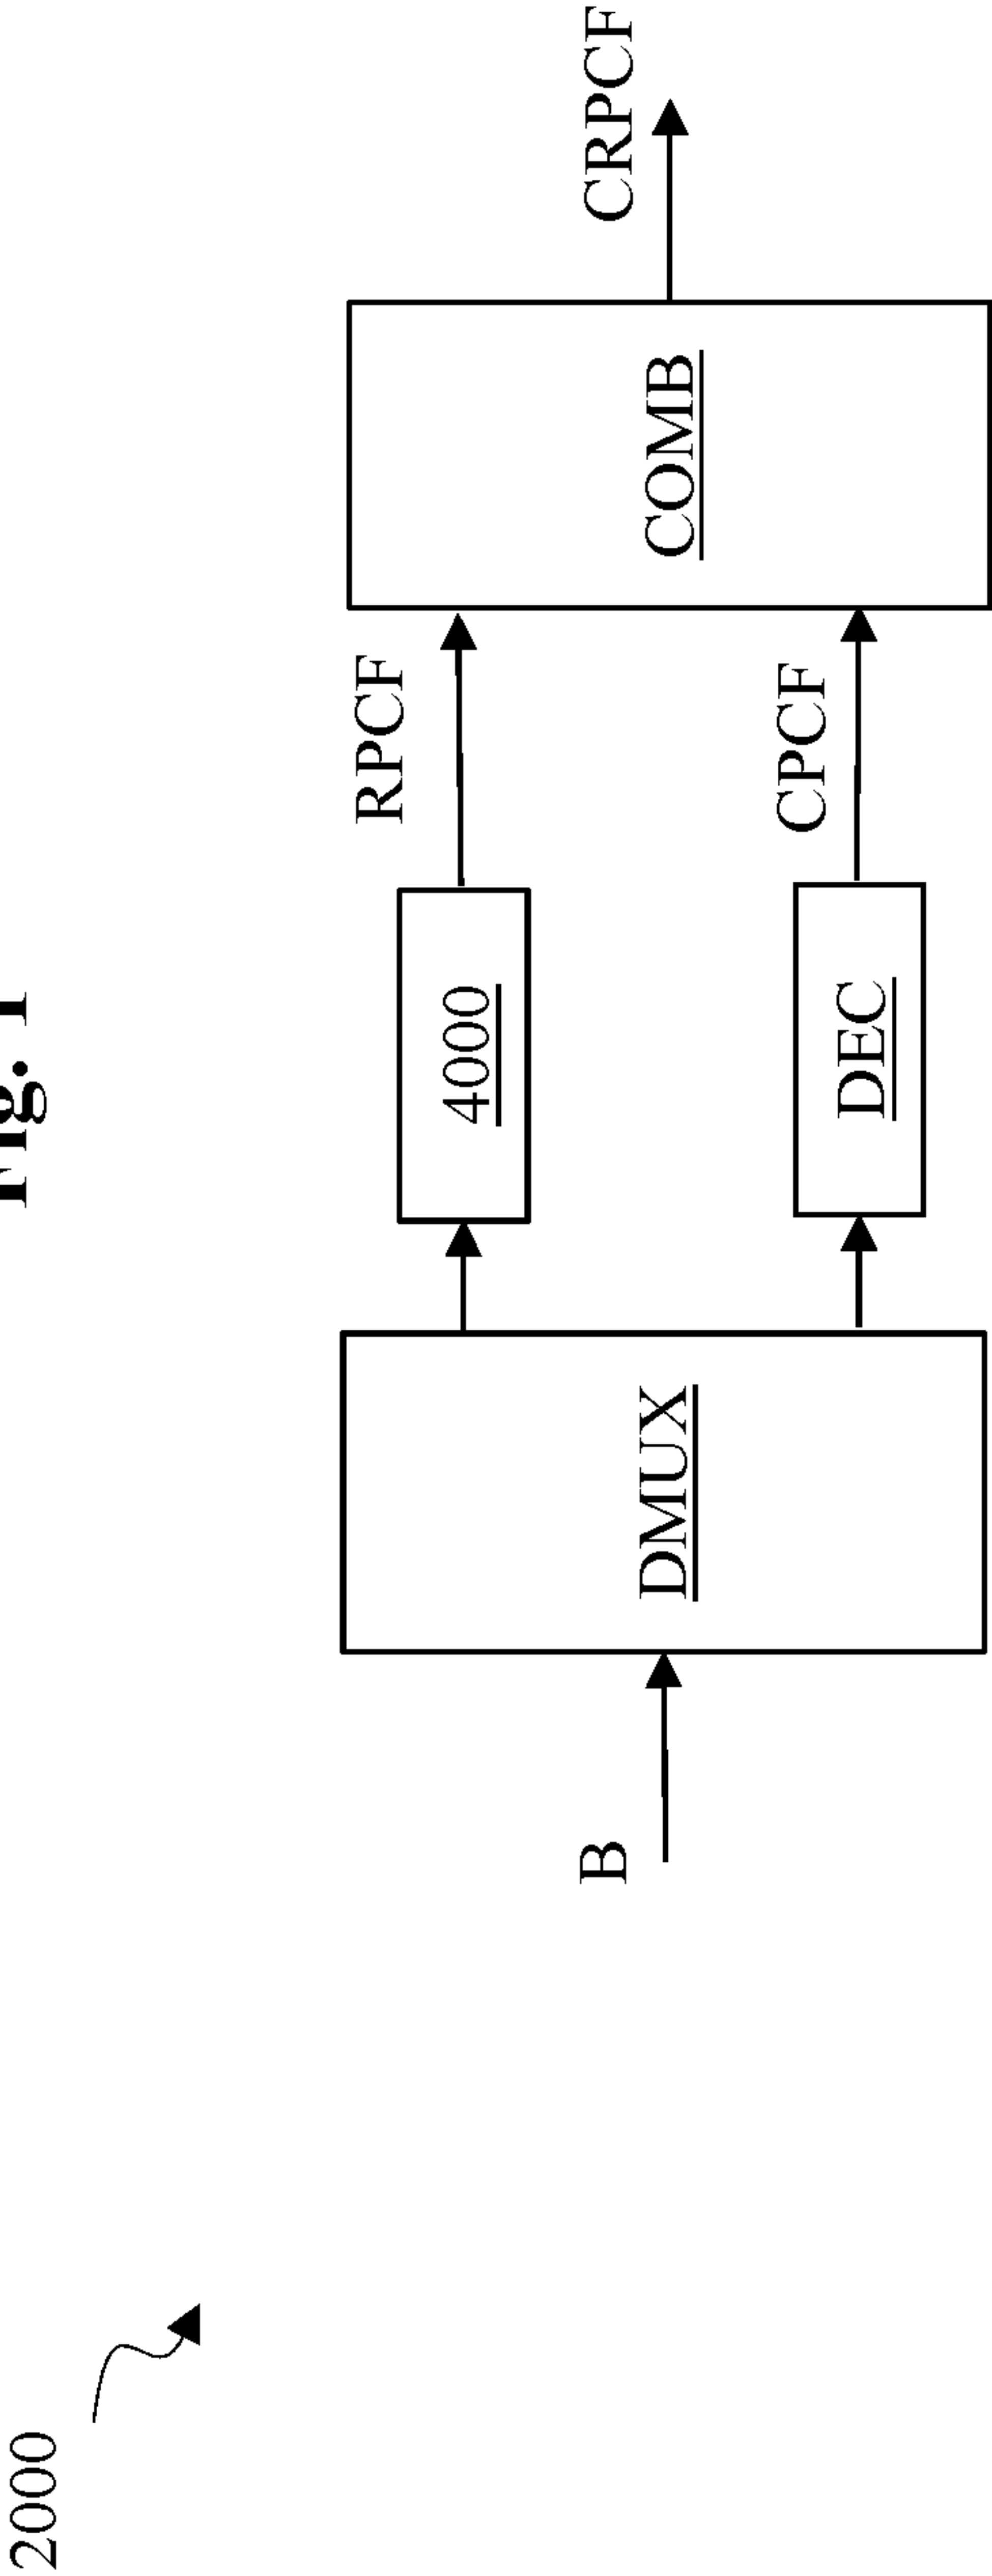 Fig. 1
2000
B
DMUX
4000
DEC
RPCF
CPCF
COMB
CRPCF